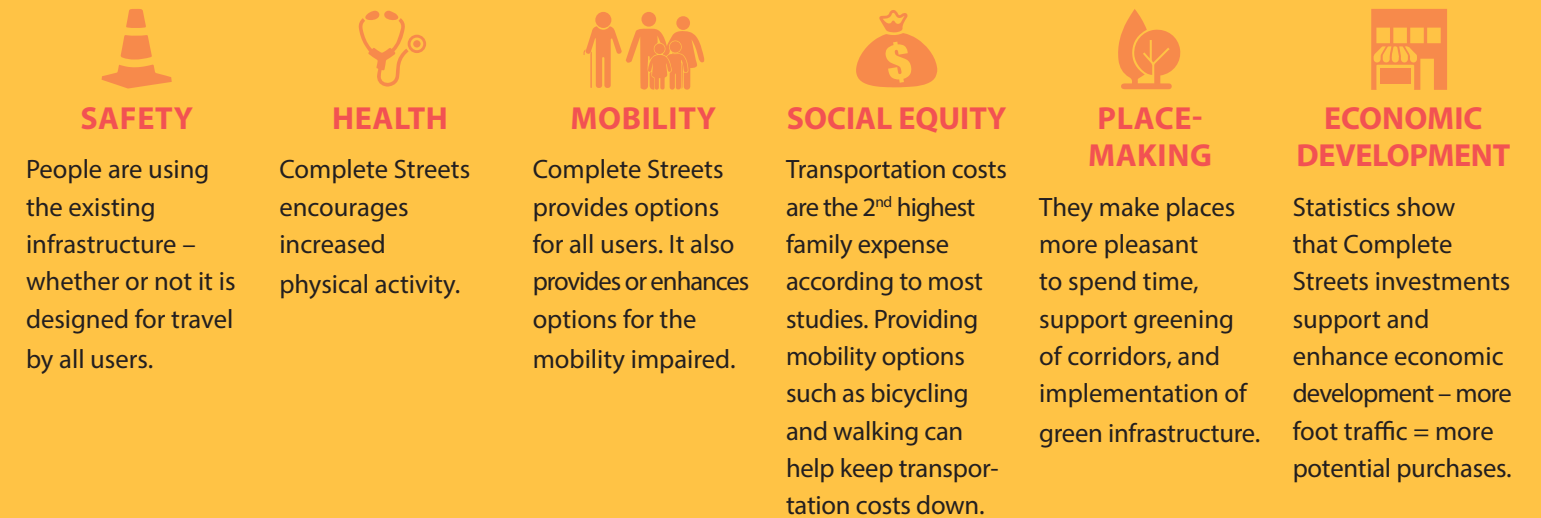 SAFETY
People are using
the existing
infrastructure –
whether or not it is
designed for travel
by all users.
HEALTH
Complete Streets
encourages
increased
physical activity.
MOBILITY
Complete Streets
provides options
for all users. It also
provides or enhances
options for the
mobility impaired.
$
SOCIAL EQUITY
Transportation costs
are the 2nd highest
family expense
according to most
studies. Providing
mobility options
such as bicycling
and walking can
help keep transpor-
tation costs down.
PLACE-
MAKING
They make places
more pleasant
to spend time,
support greening
of corridors, and
implementation of
green infrastructure.
ECONOMIC
DEVELOPMENT
Statistics show
that Complete
Streets investments
support and
enhance economic
development – more
foot traffic = more
potential purchases.